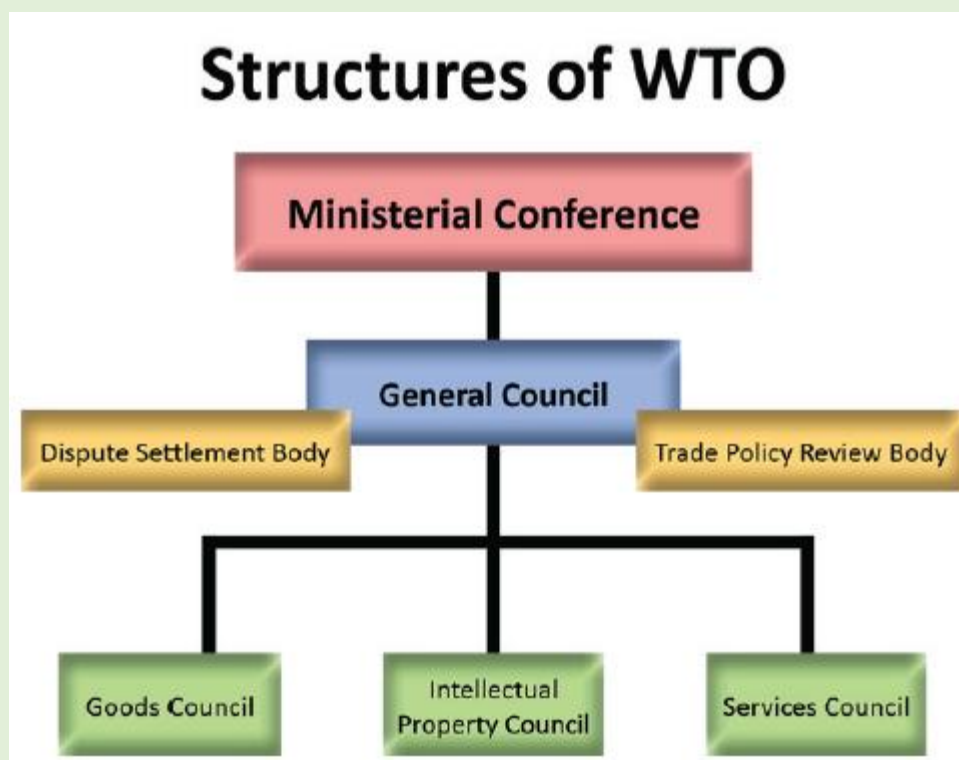 Structures of WTO
Ministerial Conference
General Council
Dispute Settlement Body
Trade Policy Review Body
Goods Council
Intellectual
Property Council
Services Council